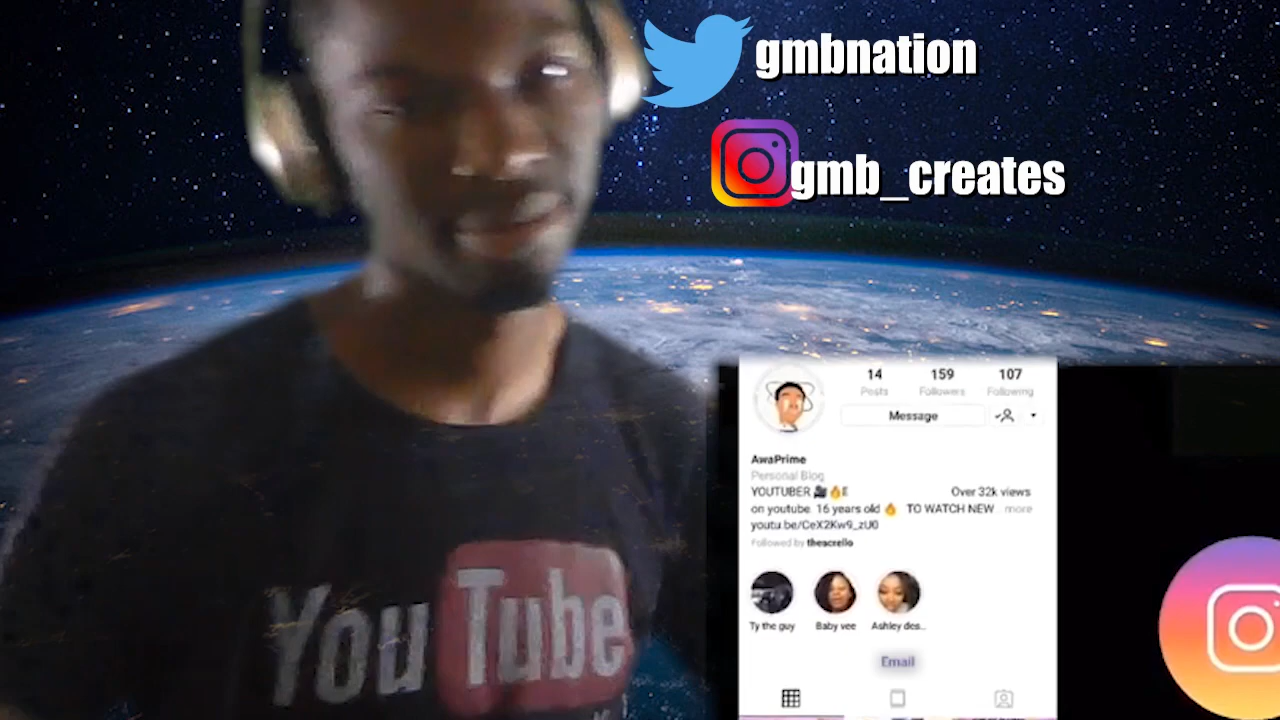 gmbnation
gmb_creates
14 159 107
Posts Followers Following
Message
AwaPrime
Personal Blog
YOUTUBER 🎥🔥E Over 32k views
on youtube. 16 years old 🔥 TO WATCH NEW... more
youtu.be/CeX2Kw9_zU0
Followed by thescrello
Ty the guy Baby vee Ashley des...
Email
YouTube